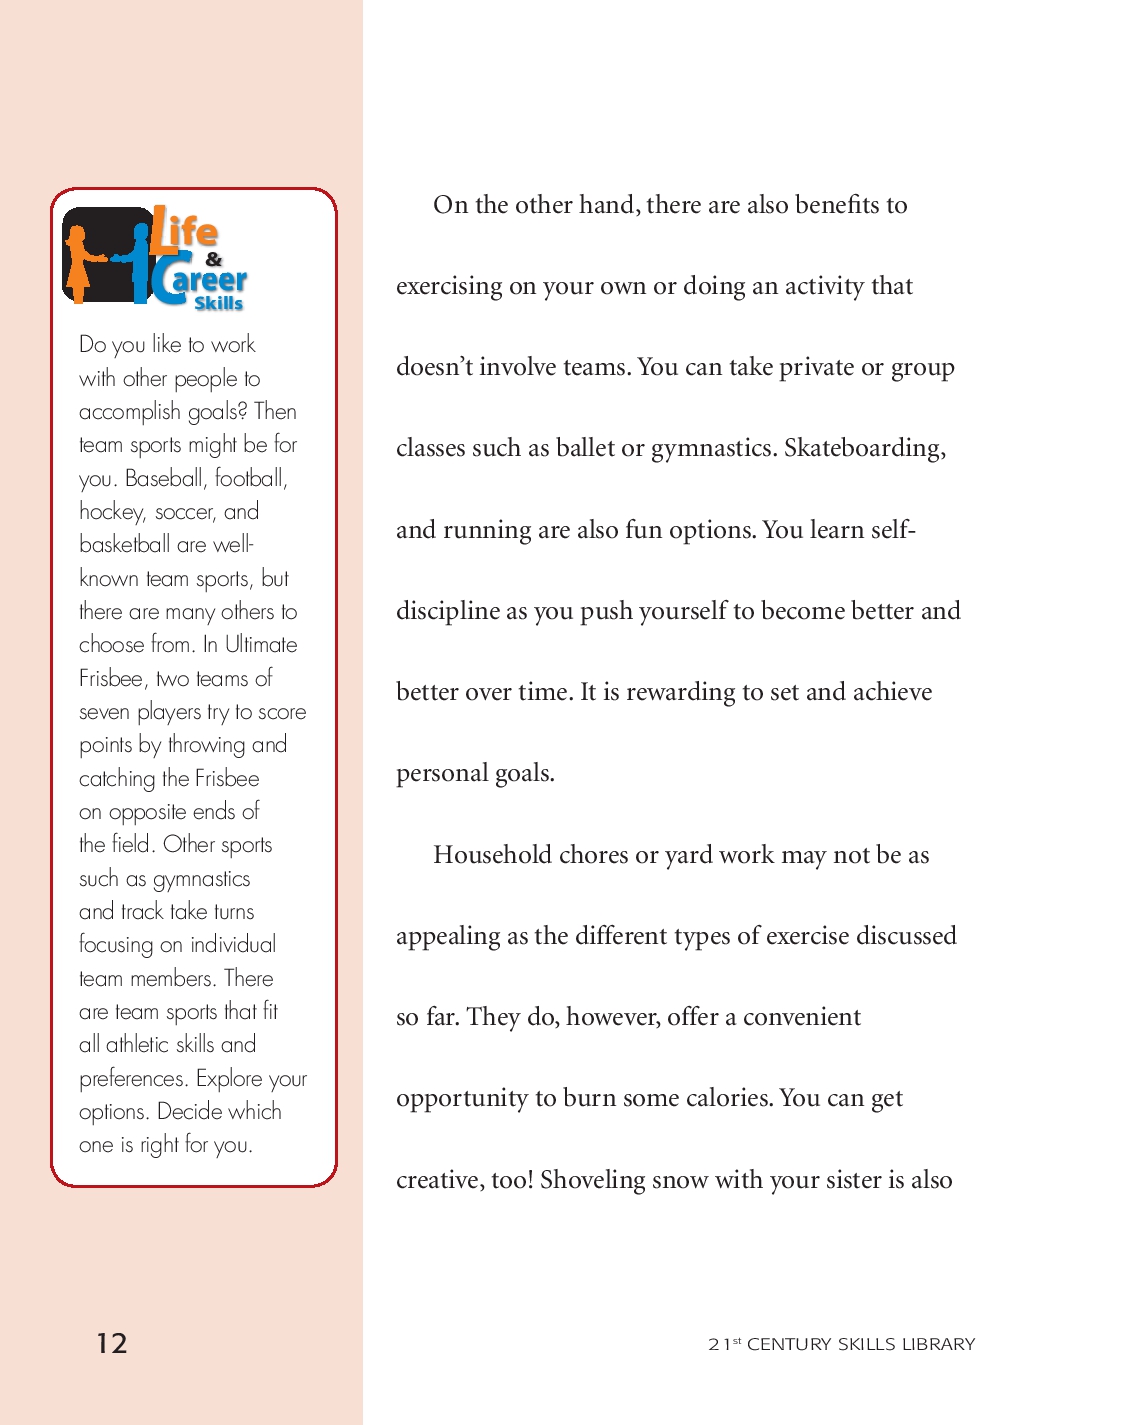 Life
&
Career
Skills
Do you like to work
with other people to
accomplish goals? Then
team sports might be for
you. Baseball, football,
hockey, soccer, and
basketball are well-
known team sports, but
there are many others to
choose from. In Ultimate
Frisbee, two teams of
seven players try to score
points by throwing and
catching the Frisbee
on opposite ends of
the field. Other sports
such as gymnastics
and track take turns
focusing on individual
team members. There
are team sports that fit
all athletic skills and
preferences. Explore your
options. Decide which
one is right for you.
On the other hand, there are also benefits to
exercising on your own or doing an activity that
doesn’t involve teams. You can take private or group
classes such as ballet or gymnastics. Skateboarding,
and running are also fun options. You learn self-
discipline as you push yourself to become better and
better over time. It is rewarding to set and achieve
personal goals.
Household chores or yard work may not be as
appealing as the different types of exercise discussed
so far. They do, however, offer a convenient
opportunity to burn some calories. You can get
creative, too! Shoveling snow with your sister is also
12
21st CENTURY SKILLS LIBRARY